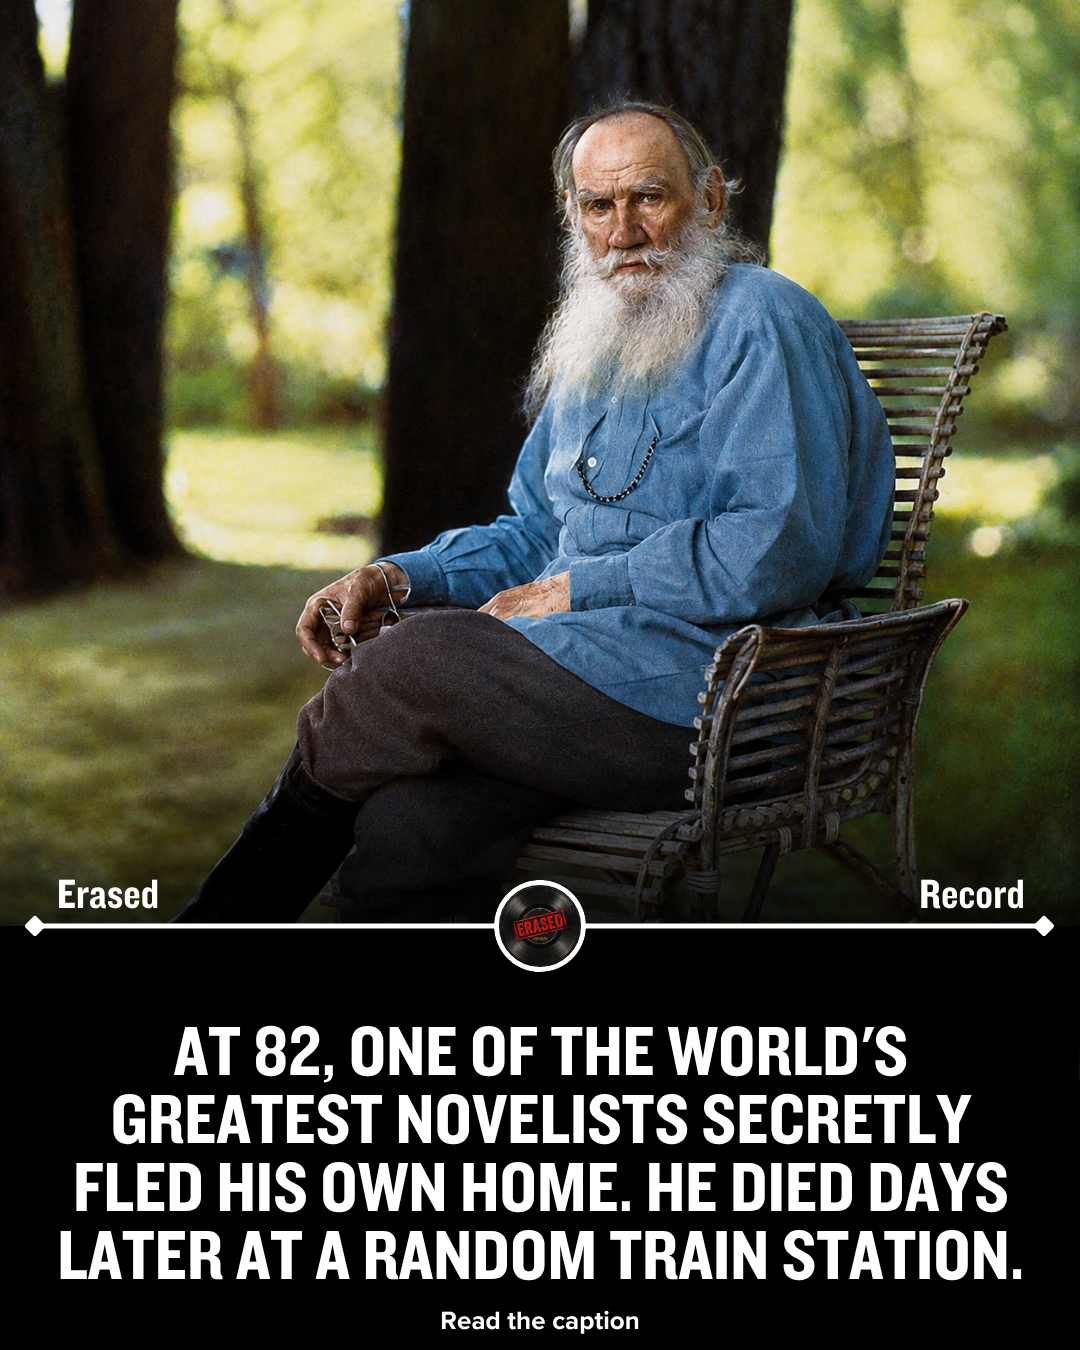 Erased
Record
ERASED
AT 82, ONE OF THE WORLD'S
GREATEST NOVELISTS SECRETLY
FLED HIS OWN HOME. HE DIED DAYS
LATER AT A RANDOM TRAIN STATION.
Read the caption